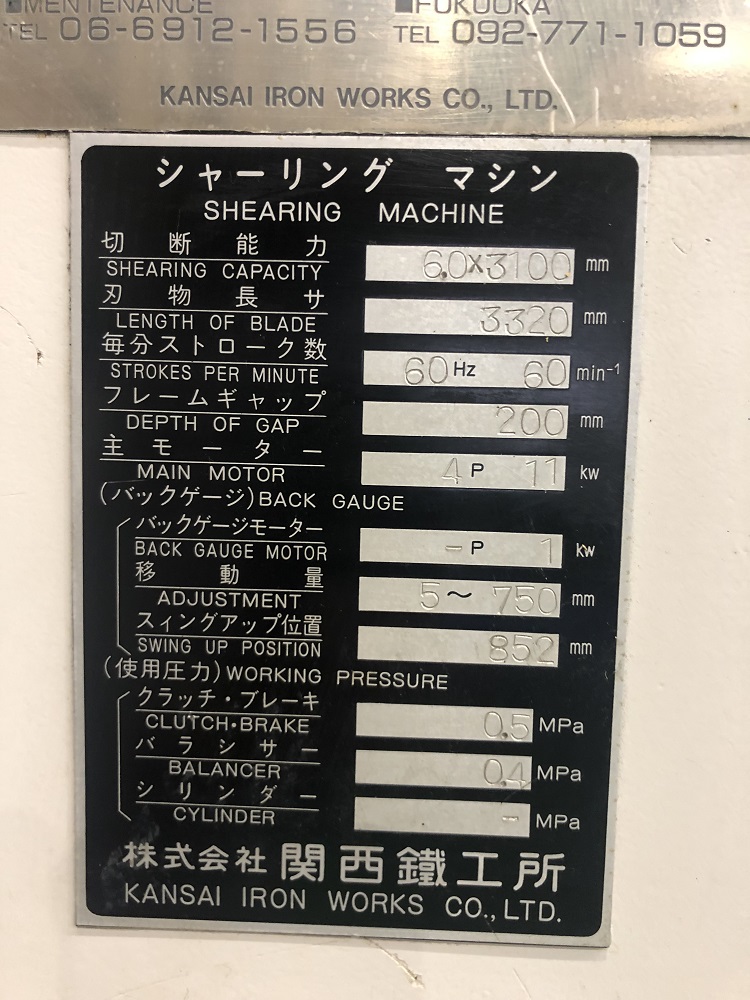 ■MENTENANCE ■FUKUOKA
TEL 06-6912-1556 TEL 092-771-1059
KANSAI IRON WORKS CO., LTD.
シャーリング マシン
SHEARING MACHINE
切断能力
SHEARING CAPACITY 6.0×3100 mm
刃物長サ
LENGTH OF BLADE 3320 mm
毎分ストローク数
STROKES PER MINUTE 60 Hz 60 min⁻¹
フレームギャップ
DEPTH OF GAP 200 mm
主モーター
MAIN MOTOR 4 P 11 kw
(バックゲージ) BACK GAUGE
バックゲージモーター
BACK GAUGE MOTOR - P 1 kw
移動量
ADJUSTMENT 5～750 mm
スィングアップ位置
SWING UP POSITION 852 mm
(使用圧力) WORKING PRESSURE
クラッチ・ブレーキ
CLUTCH・BRAKE 0.5 MPa
バラシサー
BALANCER 0.4 MPa
シリンダー
CYLINDER - MPa
株式会社 関西鐵工所
KANSAI IRON WORKS CO., LTD.